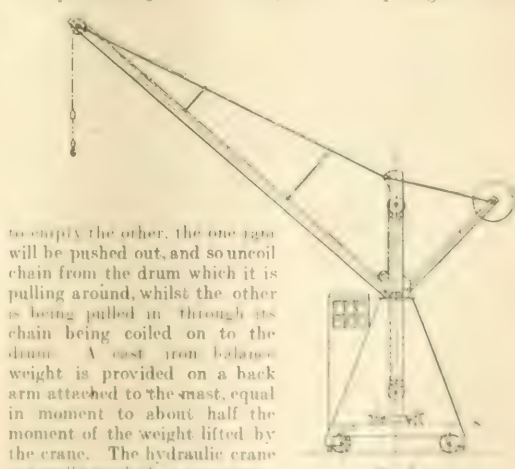 to empty the other, the one ram
will be pushed out, and so uncoil
chain from the drum which it is
pulling around, whilst the other
is being pulled in through its
chain being coiled on to the
drum. A cast iron balance
weight is provided on a back
arm attached to the mast, equal
in moment to about half the
moment of the weight lifted by
the crane. The hydraulic crane